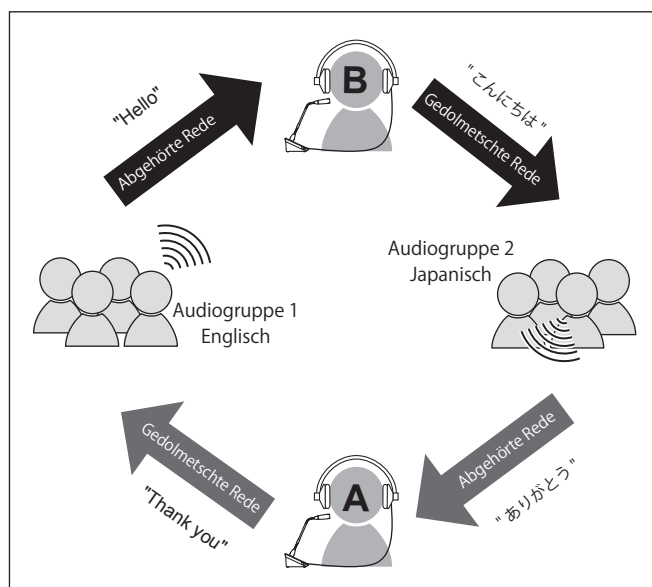 "Hello"
Abgehörte Rede
B
"こんにちは"
Gedolmetschte Rede
Audiogruppe 1
Englisch
Audiogruppe 2
Japanisch
Gedolmetschte Rede
"Thank you"
A
Abgehörte Rede
"ありがとう"